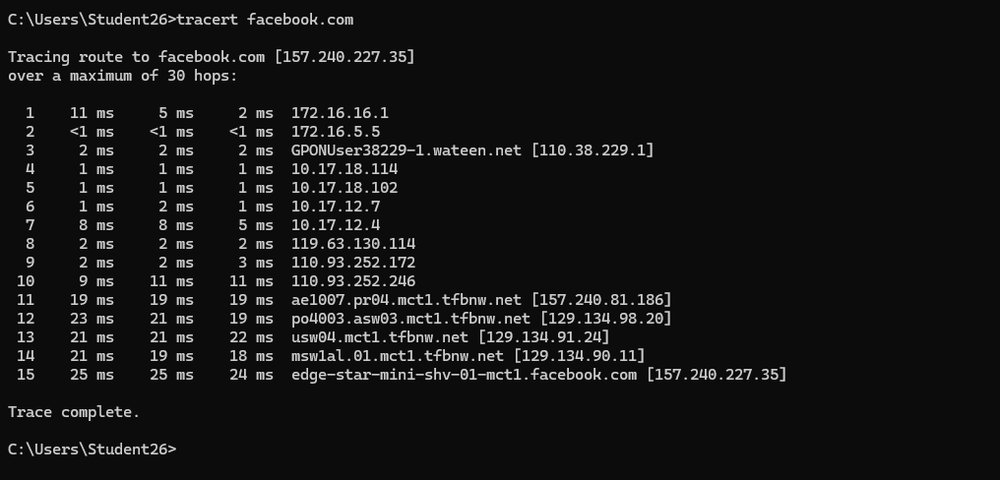 C:\Users\Student26>tracert facebook.com
Tracing route to facebook.com [157.240.227.35]
over a maximum of 30 hops:
1 11 ms 5 ms 2 ms 172.16.16.1
2 <1 ms <1 ms <1 ms 172.16.5.5
3 2 ms 2 ms 2 ms GPONUser38229-1.wateen.net [110.38.229.1]
4 1 ms 1 ms 1 ms 10.17.18.114
5 1 ms 1 ms 1 ms 10.17.18.102
6 1 ms 2 ms 1 ms 10.17.12.7
7 8 ms 8 ms 5 ms 10.17.12.4
8 2 ms 2 ms 2 ms 119.63.130.114
9 2 ms 2 ms 3 ms 110.93.252.172
10 9 ms 11 ms 11 ms 110.93.252.246
11 19 ms 19 ms 19 ms ae1007.pr04.mct1.tfbnw.net [157.240.81.186]
12 23 ms 21 ms 19 ms po4003.asw03.mct1.tfbnw.net [129.134.98.20]
13 21 ms 21 ms 22 ms usw04.mct1.tfbnw.net [129.134.91.24]
14 21 ms 19 ms 18 ms msw1al.01.mct1.tfbnw.net [129.134.90.11]
15 25 ms 25 ms 24 ms edge-star-mini-shv-01-mct1.facebook.com [157.240.227.35]
Trace complete.
C:\Users\Student26>